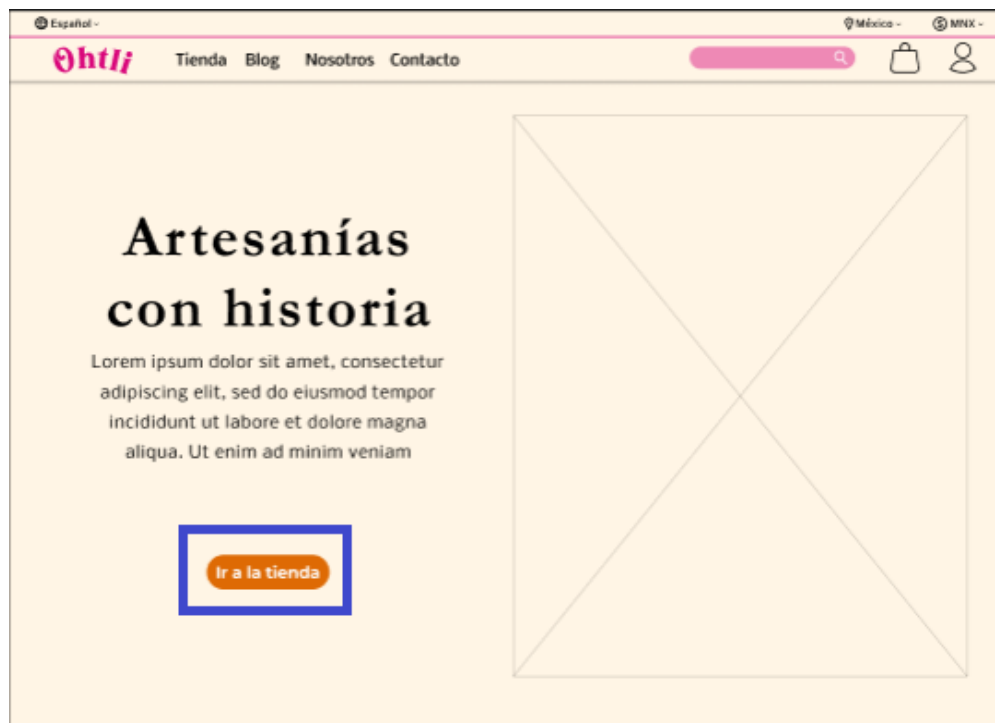 Español
México
MNX
Ohtli
Tienda Blog Nosotros Contacto
Artesanías
con historia
Lorem ipsum dolor sit amet, consectetur
adipiscing elit, sed do eiusmod tempor
incididunt ut labore et dolore magna
aliqua. Ut enim ad minim veniam
Ir a la tienda